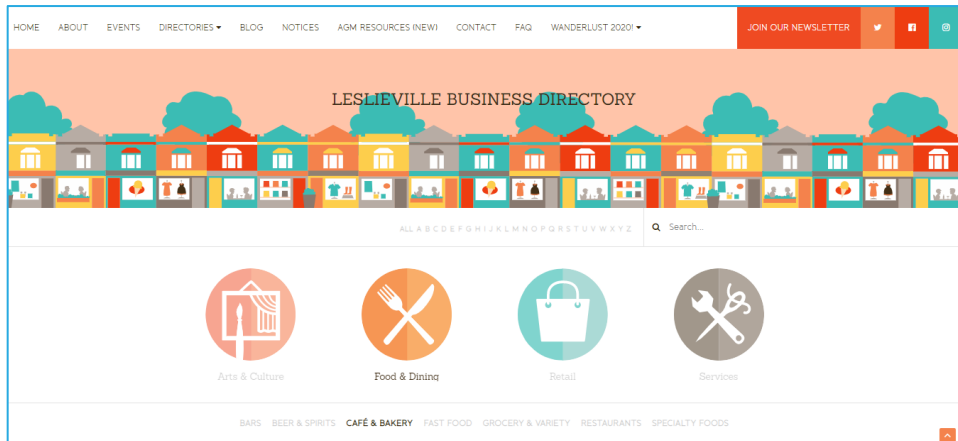 HOME ABOUT EVENTS DIRECTORIES BLOG NOTICES AGM RESOURCES (NEW) CONTACT FAQ WANDERLUST 2020! JOIN OUR NEWSLETTER
LESLIEVILLE BUSINESS DIRECTORY
ALL A B C D E F G H I J K L M N O P Q R S T U V W X Y Z Search...
Arts & Culture Food & Dining Retail Services
BARS BEER & SPIRITS CAFÉ & BAKERY FAST FOOD GROCERY & VARIETY RESTAURANTS SPECIALTY FOODS